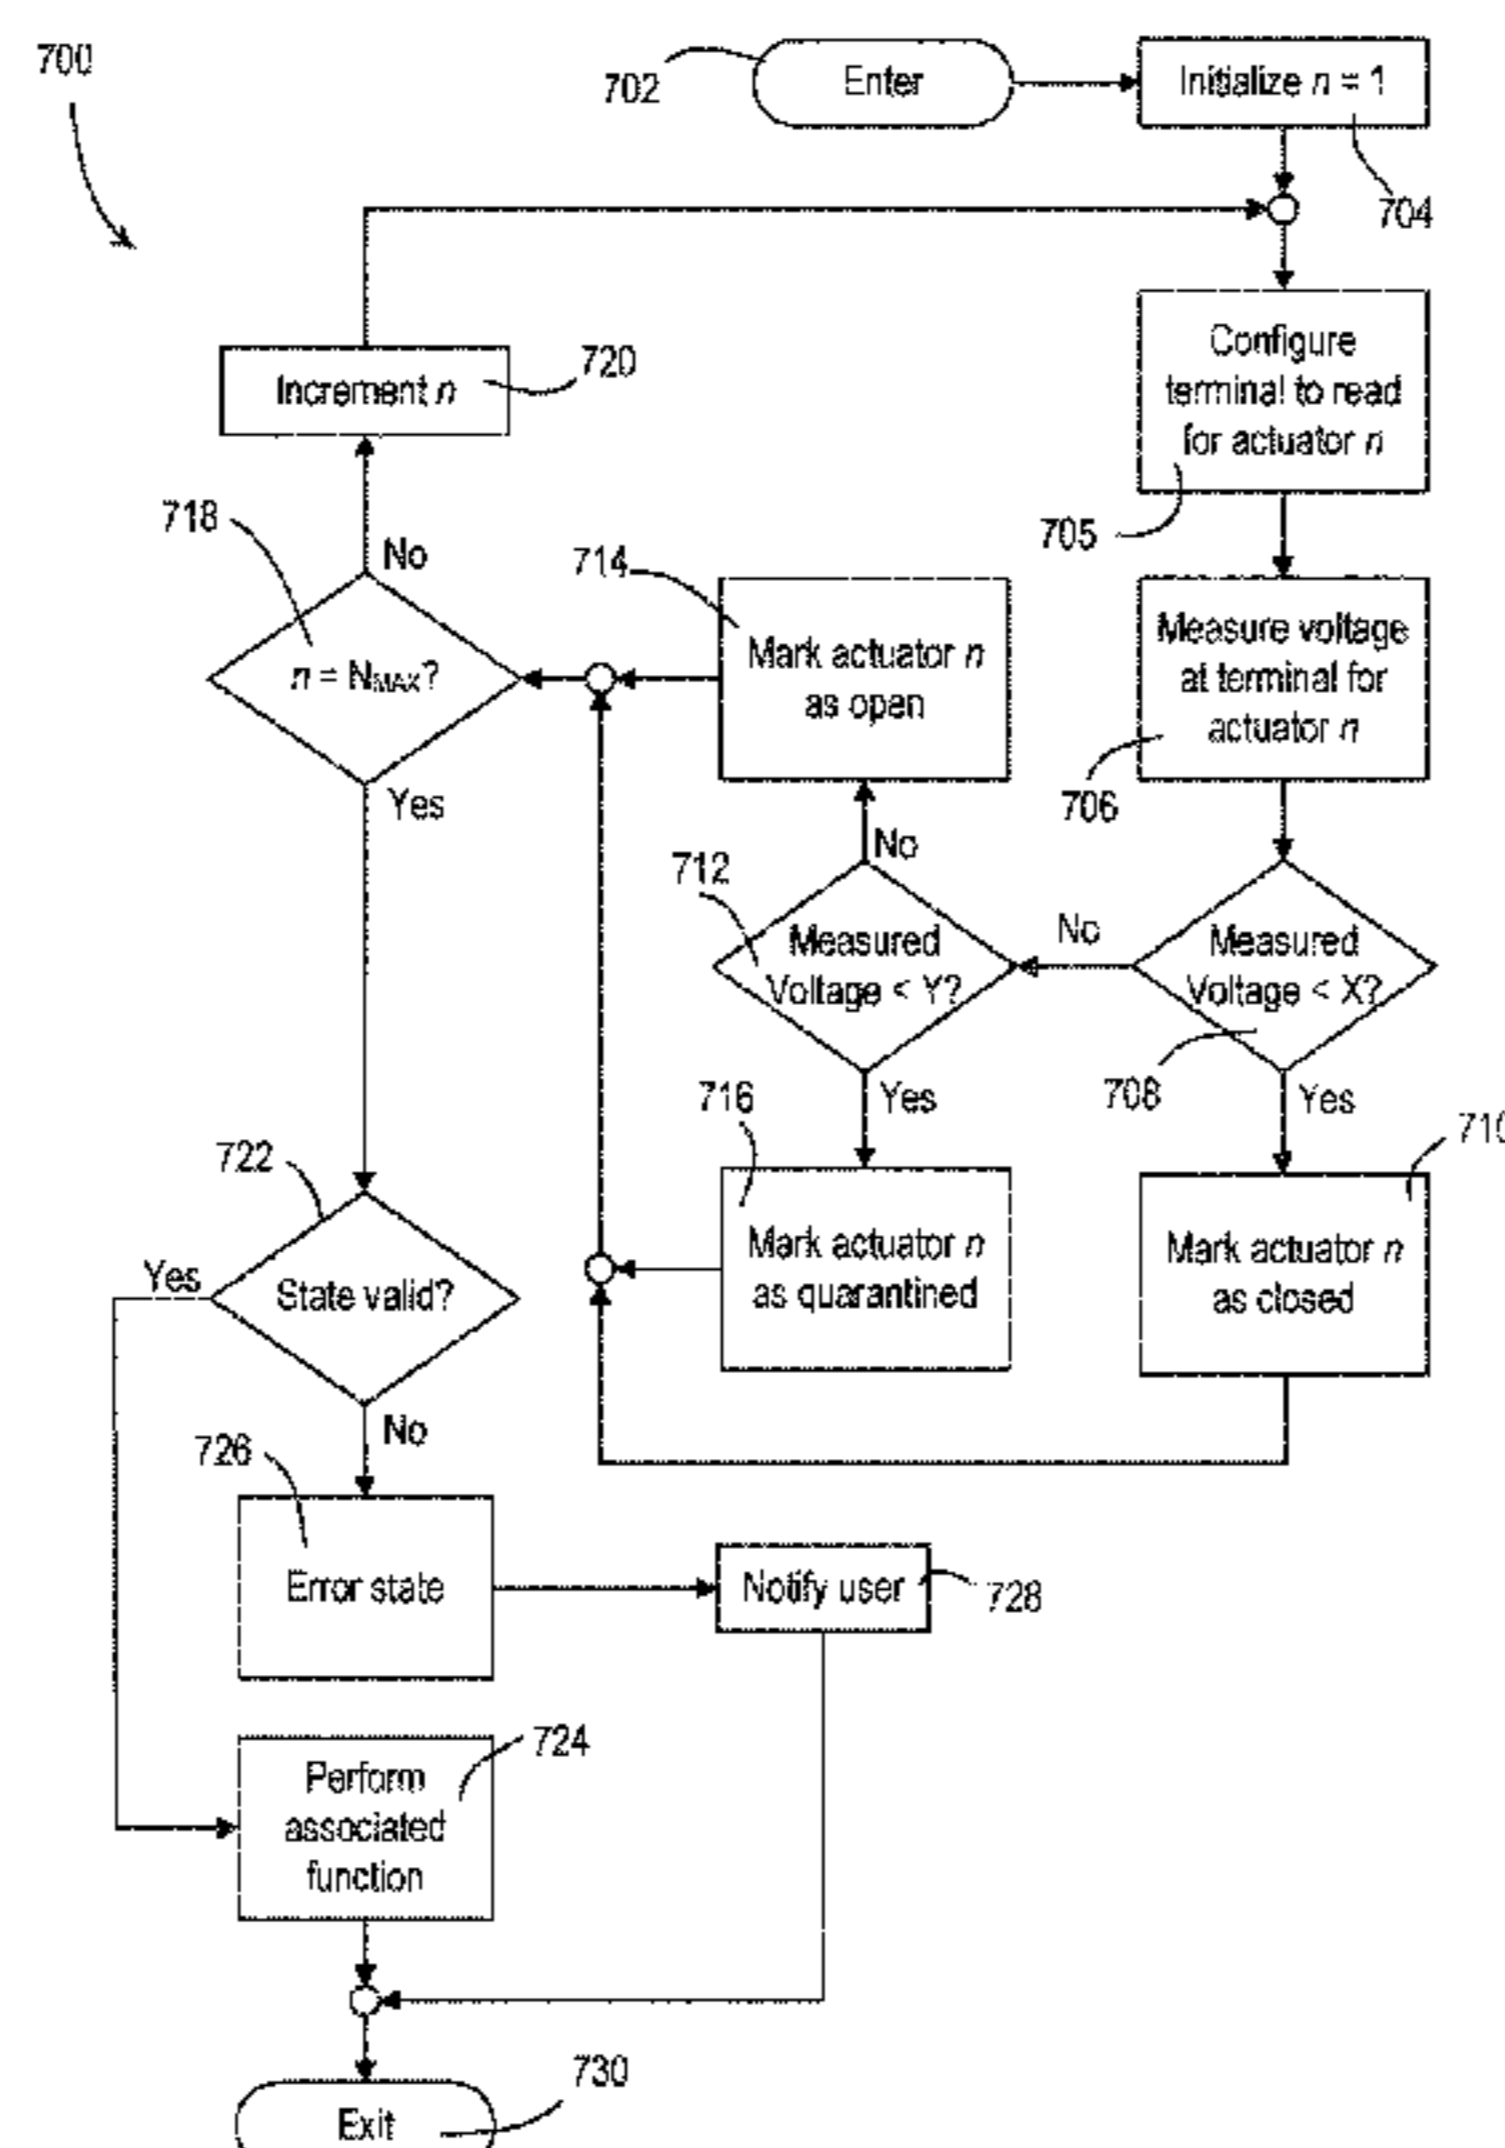 700
702
Enter
Initialize n = 1
704
Configure
terminal to read
for actuator n
705
Measure voltage
at terminal for
actuator n
706
Measured
Voltage < X?
708
No
Yes
710
Mark actuator n
as closed
Measured
Voltage < Y?
712
No
Yes
714
Mark actuator n
as open
716
Mark actuator n
as quarantined
718
n = NMAX?
No
Yes
Increment n
720
722
State valid?
Yes
No
726
Error state
Notify user
728
Perform
associated
function
724
Exit
730